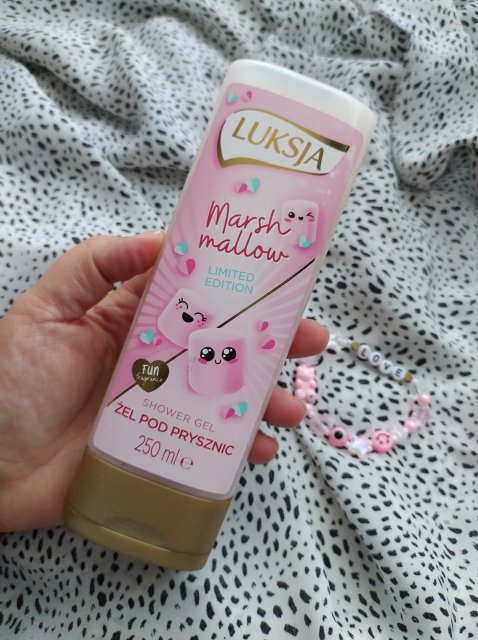 LUKSJA
Marsh
mallow
LIMITED
EDITION
FUN
fragrance
SHOWER GEL
ŻEL POD PRYSZNIC
250 ml e
LOVE